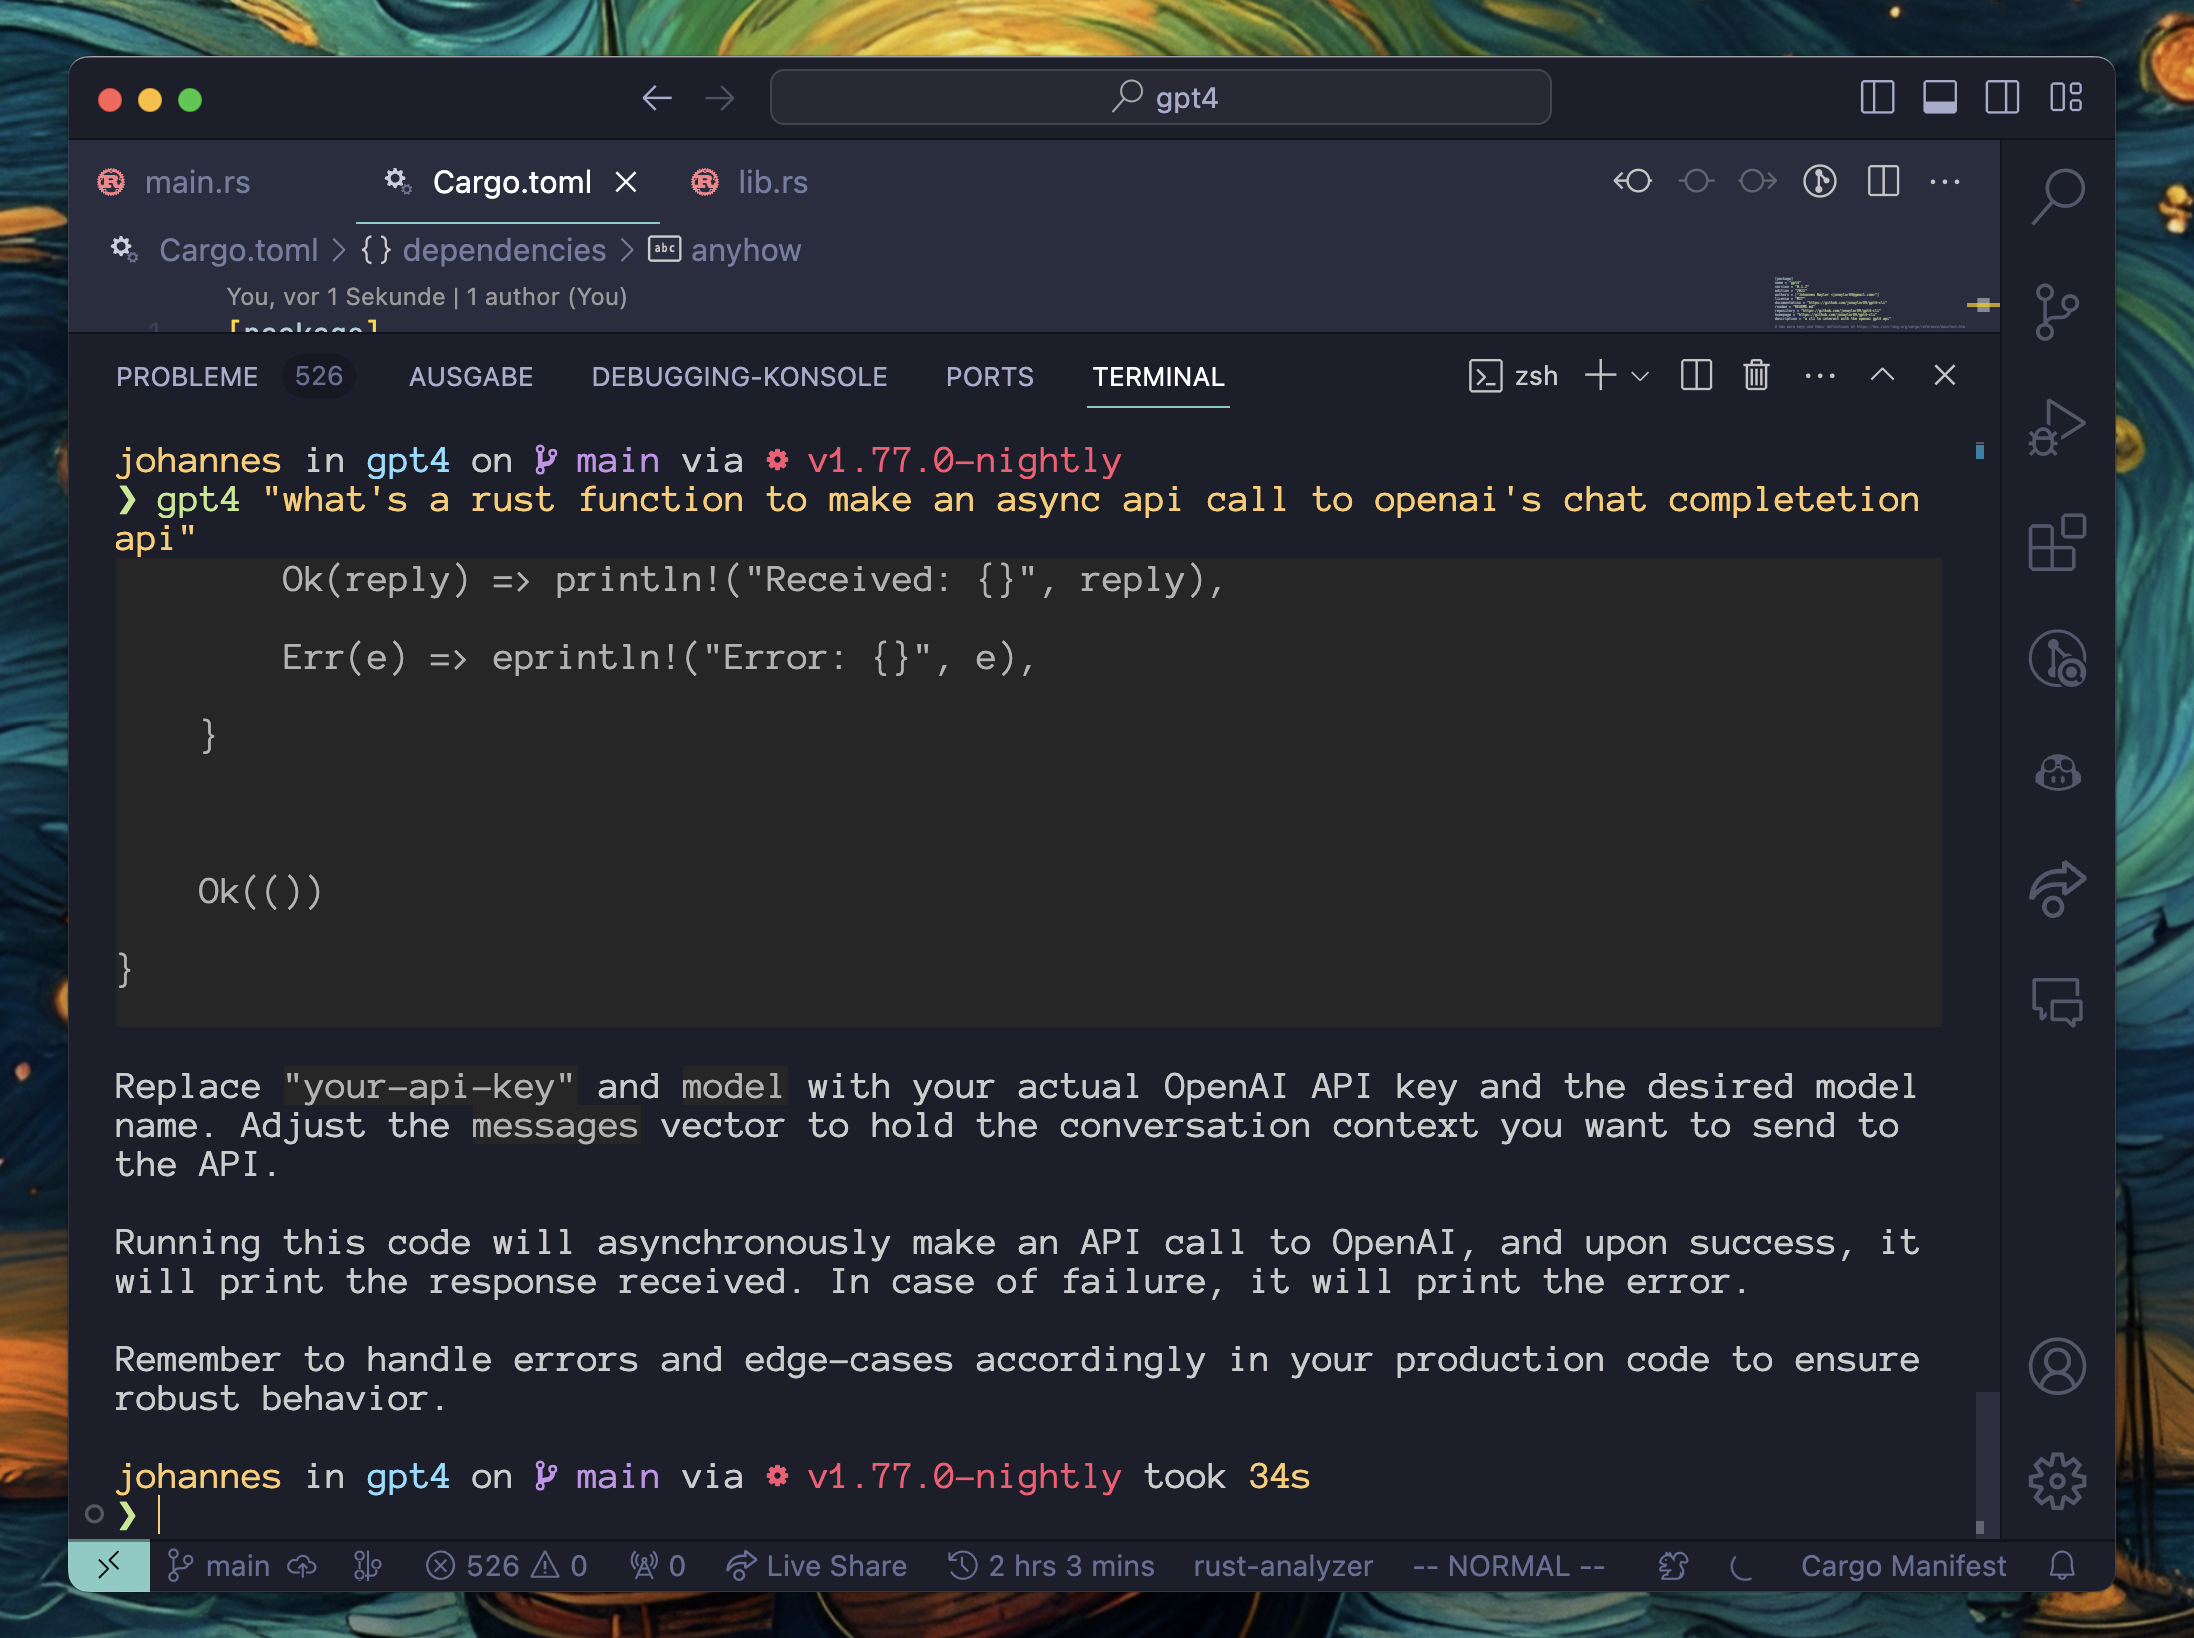 gpt4
main.rs
Cargo.toml
lib.rs
Cargo.toml > {} dependencies > abc anyhow
You, vor 1 Sekunde | 1 author (You)
1 [package]
PROBLEME 526 AUSGABE DEBUGGING-KONSOLE PORTS TERMINAL zsh
johannes in gpt4 on main via v1.77.0-nightly
❯ gpt4 "what's a rust function to make an async api call to openai's chat completetion
api"
Ok(reply) => println!("Received: {}", reply),
Err(e) => eprintln!("Error: {}", e),
}
Ok(())
}
Replace "your-api-key" and model with your actual OpenAI API key and the desired model
name. Adjust the messages vector to hold the conversation context you want to send to
the API.
Running this code will asynchronously make an API call to OpenAI, and upon success, it
will print the response received. In case of failure, it will print the error.
Remember to handle errors and edge-cases accordingly in your production code to ensure
robust behavior.
johannes in gpt4 on main via v1.77.0-nightly took 34s
❯
main 526 0 0 Live Share 2 hrs 3 mins rust-analyzer -- NORMAL -- Cargo Manifest